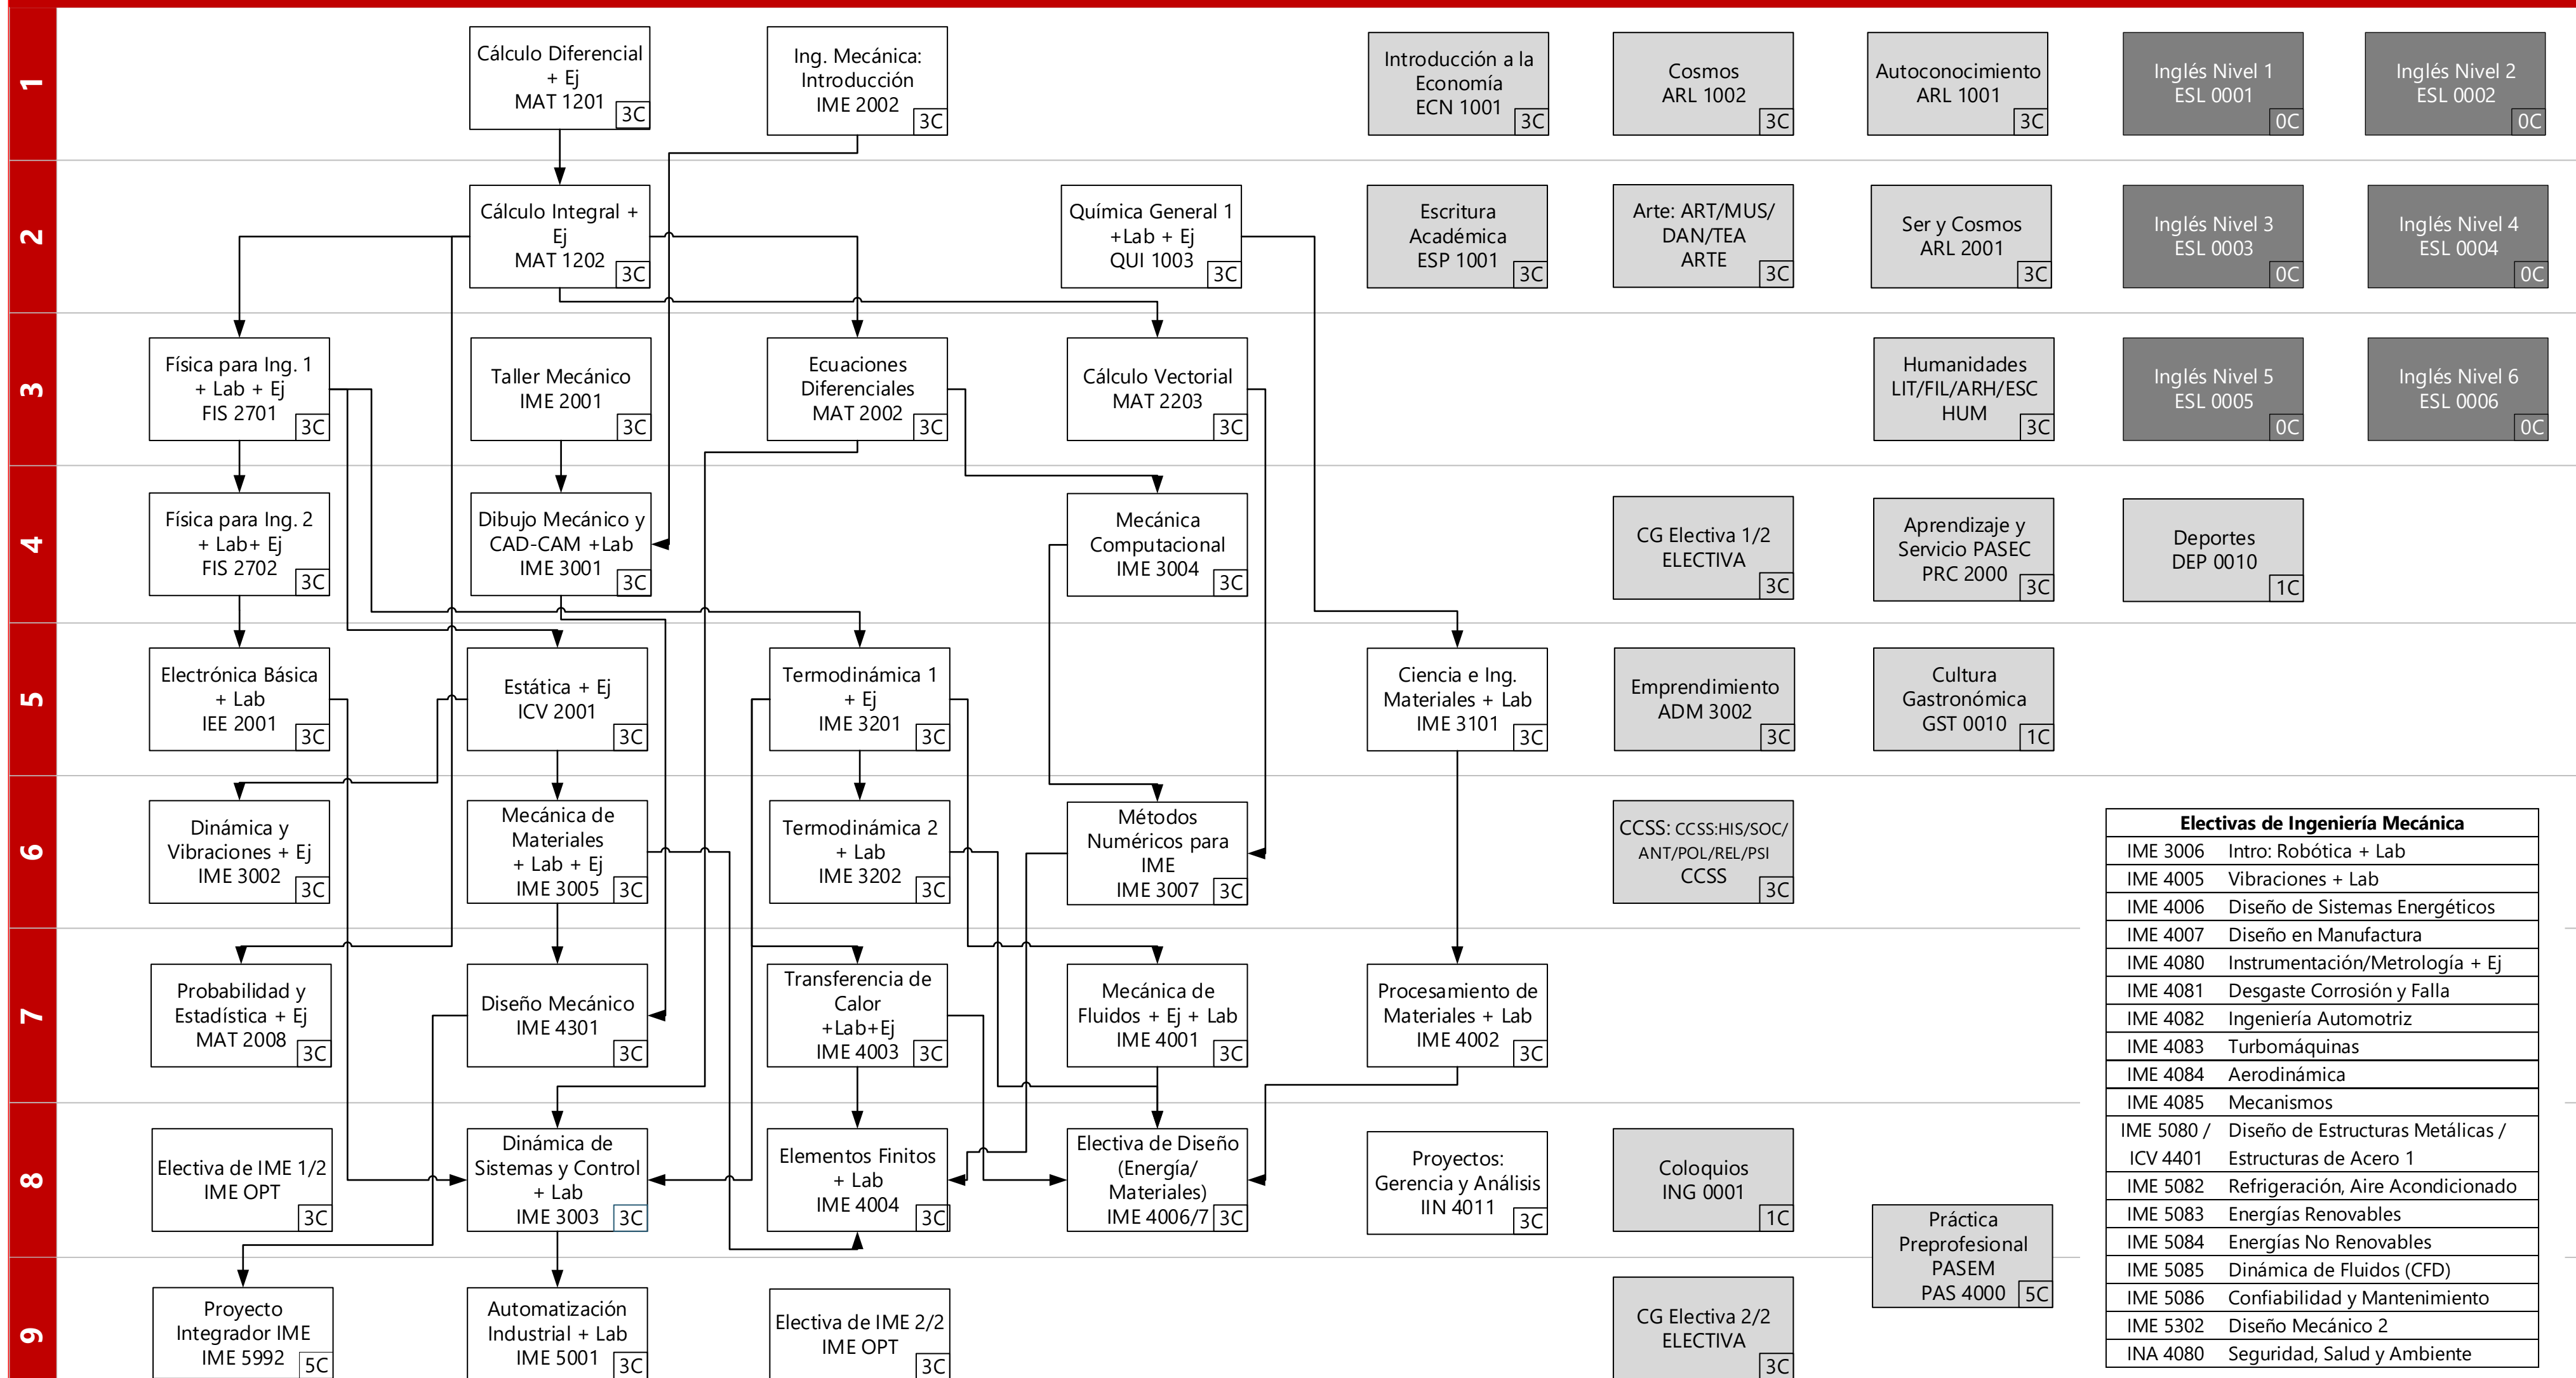 1
Cálculo Diferencial
+ Ej
MAT 1201
3C
Ing. Mecánica:
Introducción
IME 2002
3C
Introducción a la
Economía
ECN 1001
3C
Cosmos
ARL 1002
3C
Autoconocimiento
ARL 1001
3C
Inglés Nivel 1
ESL 0001
0C
Inglés Nivel 2
ESL 0002
0C
2
Cálculo Integral +
Ej
MAT 1202
3C
Química General 1
+Lab + Ej
QUI 1003
3C
Escritura
Académica
ESP 1001
3C
Arte: ART/MUS/
DAN/TEA
ARTE
3C
Ser y Cosmos
ARL 2001
3C
Inglés Nivel 3
ESL 0003
0C
Inglés Nivel 4
ESL 0004
0C
3
Física para Ing. 1
+ Lab + Ej
FIS 2701
3C
Taller Mecánico
IME 2001
3C
Ecuaciones
Diferenciales
MAT 2002
3C
Cálculo Vectorial
MAT 2203
3C
Humanidades
LIT/FIL/ARH/ESC
HUM
3C
Inglés Nivel 5
ESL 0005
0C
Inglés Nivel 6
ESL 0006
0C
4
Física para Ing. 2
+ Lab+ Ej
FIS 2702
3C
Dibujo Mecánico y
CAD-CAM +Lab
IME 3001
3C
Mecánica
Computacional
IME 3004
3C
CG Electiva 1/2
ELECTIVA
3C
Aprendizaje y
Servicio PASEC
PRC 2000
3C
Deportes
DEP 0010
1C
5
Electrónica Básica
+ Lab
IEE 2001
3C
Estática + Ej
ICV 2001
3C
Termodinámica 1
+ Ej
IME 3201
3C
Ciencia e Ing.
Materiales + Lab
IME 3101
3C
Emprendimiento
ADM 3002
3C
Cultura
Gastronómica
GST 0010
1C
6
Dinámica y
Vibraciones + Ej
IME 3002
3C
Mecánica de
Materiales
+ Lab + Ej
IME 3005
3C
Termodinámica 2
+ Lab
IME 3202
3C
Métodos
Numéricos para
IME
IME 3007
3C
CCSS: CCSS:HIS/SOC/
ANT/POL/REL/PSI
CCSS
3C
7
Probabilidad y
Estadística + Ej
MAT 2008
3C
Diseño Mecánico
IME 4301
3C
Transferencia de
Calor
+Lab+Ej
IME 4003
3C
Mecánica de
Fluidos + Ej + Lab
IME 4001
3C
Procesamiento de
Materiales + Lab
IME 4002
3C
8
Electiva de IME 1/2
IME OPT
3C
Dinámica de
Sistemas y Control
+ Lab
IME 3003
3C
Elementos Finitos
+ Lab
IME 4004
3C
Electiva de Diseño
(Energía/
Materiales)
IME 4006/7
3C
Proyectos:
Gerencia y Análisis
IIN 4011
3C
Coloquios
ING 0001
1C
Práctica
Preprofesional
PASEM
PAS 4000
5C
9
Proyecto
Integrador IME
IME 5992
5C
Automatización
Industrial + Lab
IME 5001
3C
Electiva de IME 2/2
IME OPT
3C
CG Electiva 2/2
ELECTIVA
3C
Electivas de Ingeniería Mecánica
IME 3006 Intro: Robótica + Lab
IME 4005 Vibraciones + Lab
IME 4006 Diseño de Sistemas Energéticos
IME 4007 Diseño en Manufactura
IME 4080 Instrumentación/Metrología + Ej
IME 4081 Desgaste Corrosión y Falla
IME 4082 Ingeniería Automotriz
IME 4083 Turbomáquinas
IME 4084 Aerodinámica
IME 4085 Mecanismos
IME 5080 / Diseño de Estructuras Metálicas /
ICV 4401 Estructuras de Acero 1
IME 5082 Refrigeración, Aire Acondicionado
IME 5083 Energías Renovables
IME 5084 Energías No Renovables
IME 5085 Dinámica de Fluidos (CFD)
IME 5086 Confiabilidad y Mantenimiento
IME 5302 Diseño Mecánico 2
INA 4080 Seguridad, Salud y Ambiente